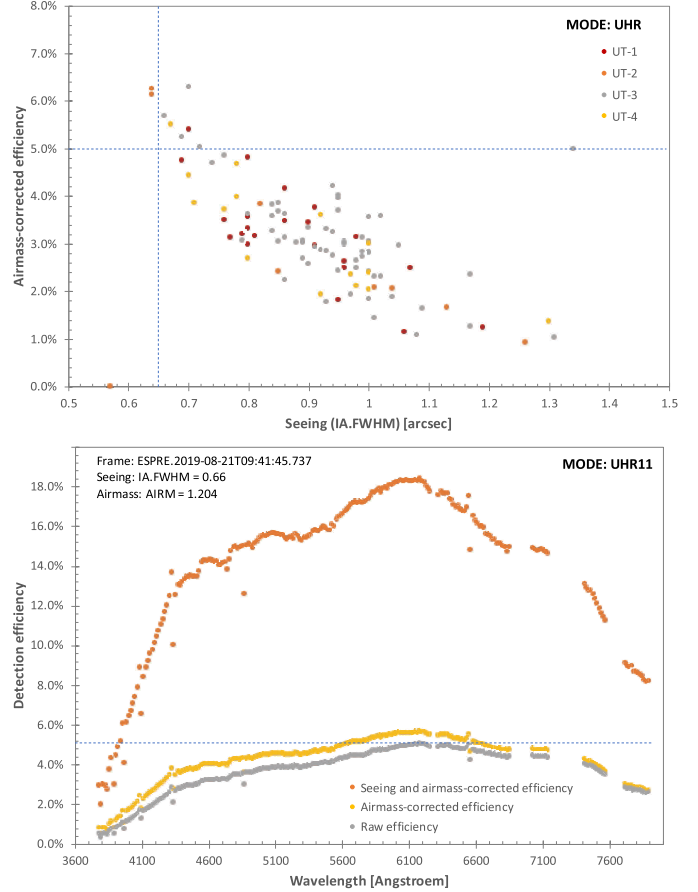 8.0%
MODE: UHR
7.0%
UT-1
UT-2
UT-3
UT-4
6.0%
5.0%
4.0%
3.0%
2.0%
1.0%
0.0%
Airmass-corrected efficiency
0.5 0.6 0.7 0.8 0.9 1 1.1 1.2 1.3 1.4 1.5
Seeing (IA.FWHM) [arcsec]
Frame: ESPRE.2019-08-21T09:41:45.737
Seeing: IA.FWHM = 0.66
Airmass: AIRM = 1.204
MODE: UHR11
18.0%
16.0%
14.0%
12.0%
10.0%
8.0%
6.0%
4.0%
2.0%
0.0%
Detection efficiency
Seeing and airmass-corrected efficiency
Airmass-corrected efficiency
Raw efficiency
3600 4100 4600 5100 5600 6100 6600 7100 7600
Wavelength [Angstroem]